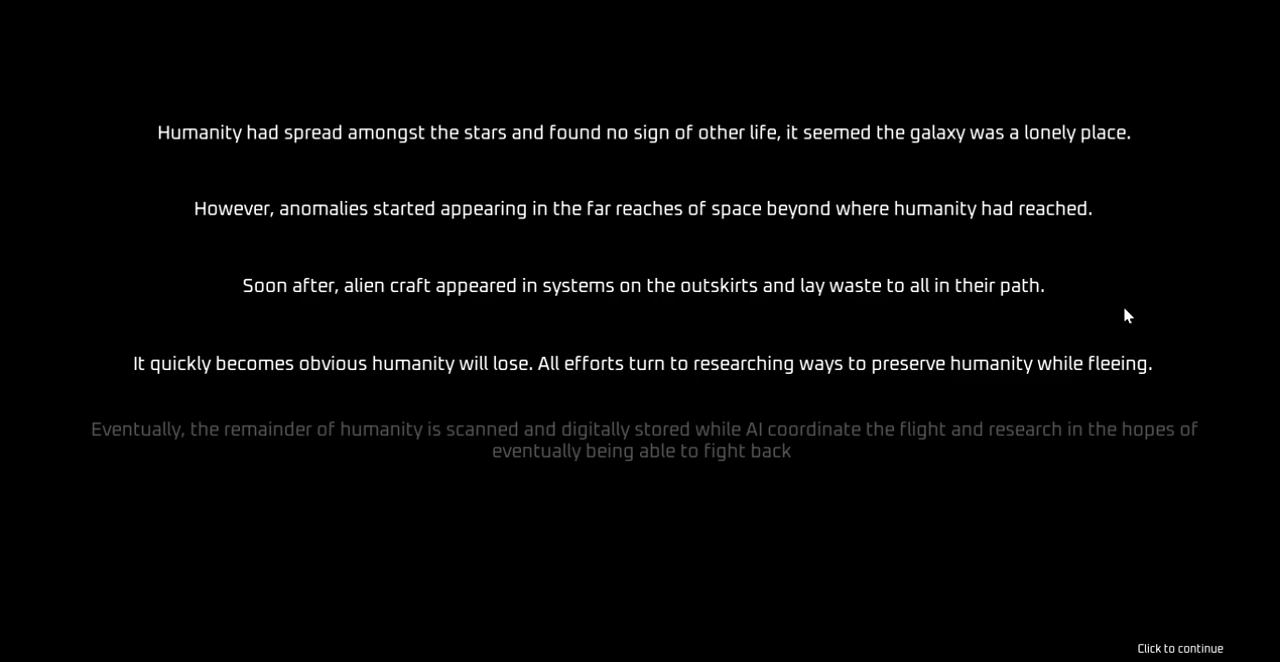 Humanity had spread amongst the stars and found no sign of other life, it seemed the galaxy was a lonely place.
However, anomalies started appearing in the far reaches of space beyond where humanity had reached.
Soon after, alien craft appeared in systems on the outskirts and lay waste to all in their path.
It quickly becomes obvious humanity will lose. All efforts turn to researching ways to preserve humanity while fleeing.
Eventually, the remainder of humanity is scanned and digitally stored while AI coordinate the flight and research in the hopes of
eventually being able to fight back
Click to continue